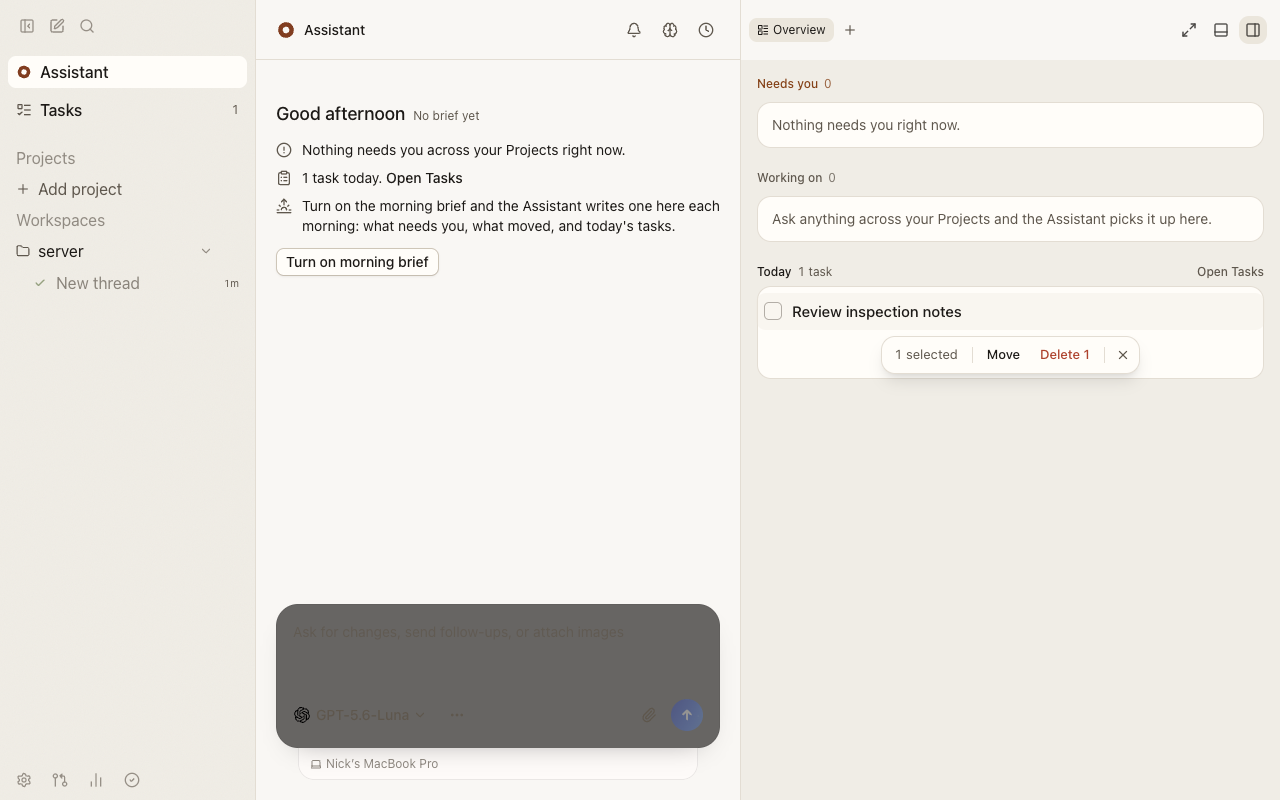 Assistant
Tasks 1
Projects
Add project
Workspaces
server
New thread 1m
Assistant
Good afternoon No brief yet
Nothing needs you across your Projects right now.
1 task today. Open Tasks
Turn on the morning brief and the Assistant writes one here each
morning: what needs you, what moved, and today's tasks.
Turn on morning brief
Ask for changes, send follow-ups, or attach images
GPT-5.6-Luna
Nick's MacBook Pro
Overview
Needs you 0
Nothing needs you right now.
Working on 0
Ask anything across your Projects and the Assistant picks it up here.
Today 1 task Open Tasks
Review inspection notes
1 selected Move Delete 1